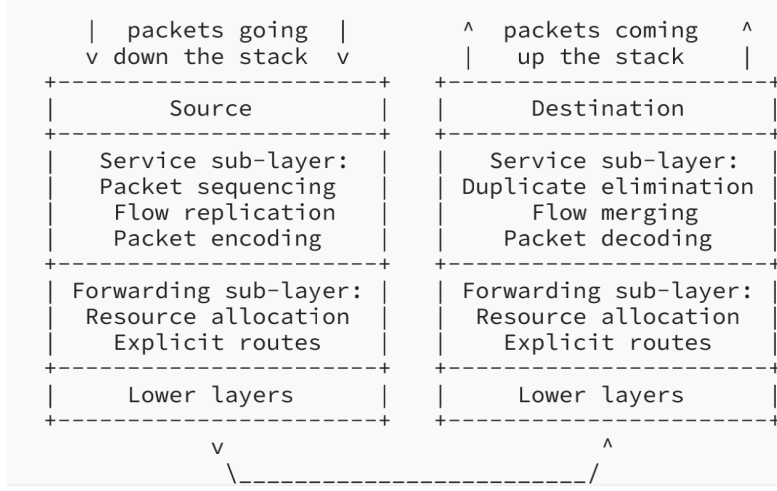 |  packets going  |       ^  packets coming   ^
v down the stack  v       |   up the stack    |
+-----------------------+   +-----------------------+
|        Source         |   |      Destination      |
+-----------------------+   +-----------------------+
|   Service sub-layer:  |   |   Service sub-layer:  |
|   Packet sequencing   |   | Duplicate elimination |
|    Flow replication   |   |      Flow merging     |
|    Packet encoding    |   |    Packet decoding    |
+-----------------------+   +-----------------------+
| Forwarding sub-layer: |   | Forwarding sub-layer: |
|  Resource allocation  |   |  Resource allocation  |
|    Explicit routes    |   |    Explicit routes    |
+-----------------------+   +-----------------------+
|     Lower layers      |   |     Lower layers      |
+-----------------------+   +-----------------------+
v                           ^
\_________________________/